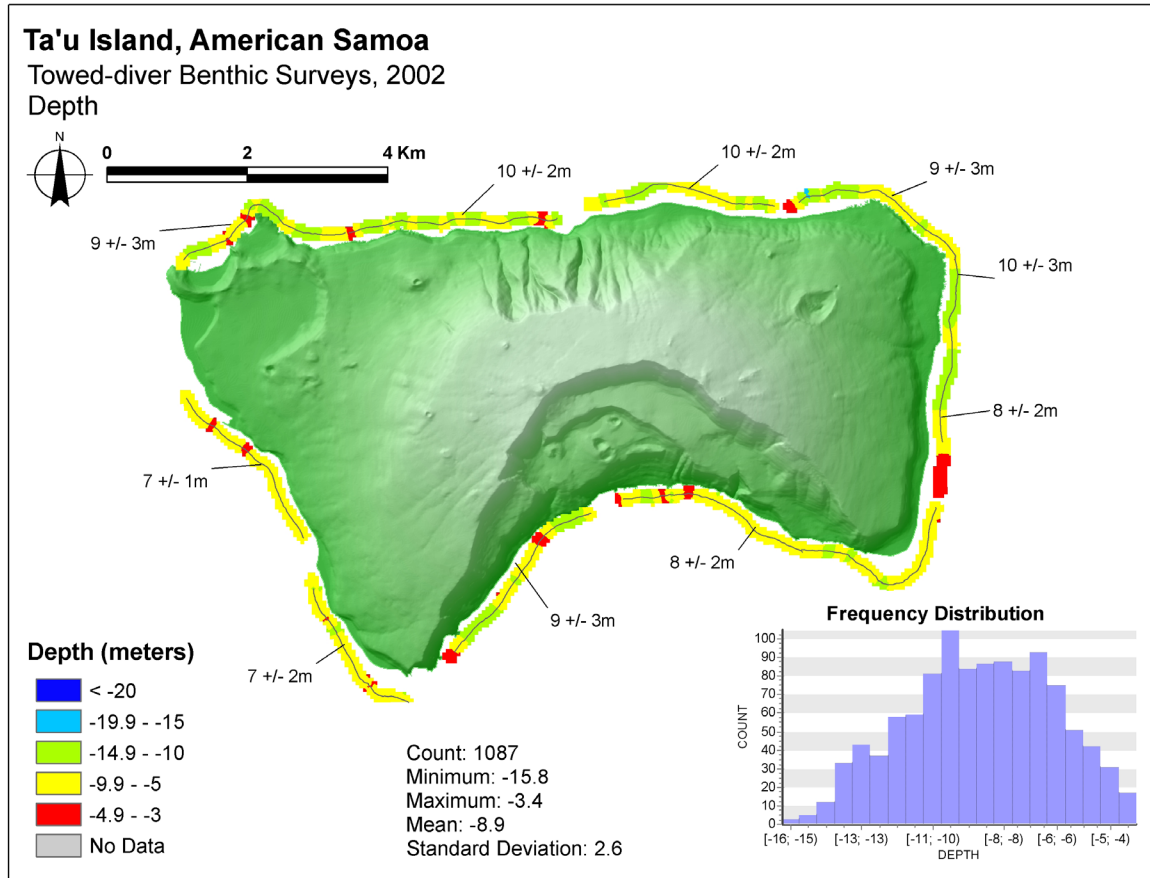 Ta'u Island, American Samoa
Towed-diver Benthic Surveys, 2002
Depth
N
0 2 4 Km
10 +/- 2m
10 +/- 2m
9 +/- 3m
9 +/- 3m
10 +/- 3m
8 +/- 2m
7 +/- 1m
8 +/- 2m
9 +/- 3m
7 +/- 2m
Depth (meters)
< -20
-19.9 - -15
-14.9 - -10
-9.9 - -5
-4.9 - -3
No Data
Count: 1087
Minimum: -15.8
Maximum: -3.4
Mean: -8.9
Standard Deviation: 2.6
Frequency Distribution
100
90
80
70
60
50
40
30
20
10
0
COUNT
[-16; -15) [-13; -13) [-11; -10) [-8; -8) [-6; -6) [-5; -4)
DEPTH